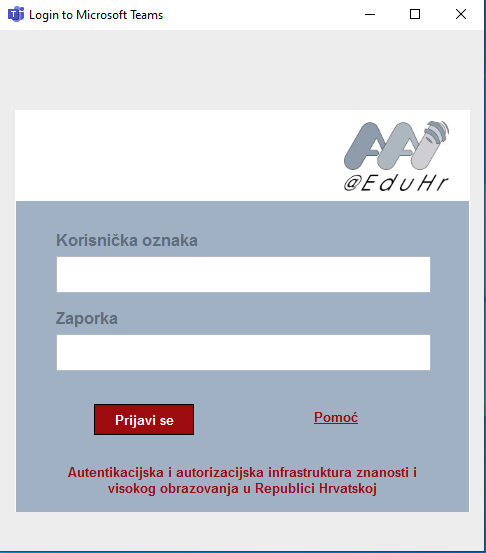 Login to Microsoft Teams
AAI
@EduHr
Korisnička oznaka
Zaporka
Prijavi se
Pomoć
Autentikacijska i autorizacijska infrastruktura znanosti i
visokog obrazovanja u Republici Hrvatskoj